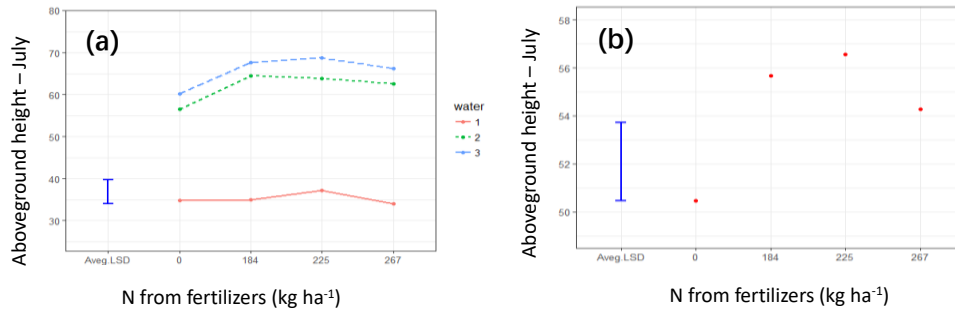 (a)
Aboveground height – July
80
70
60
50
40
30
Aveg.LSD 0 184 225 267
N from fertilizers (kg ha⁻¹)
water
1
2
3
(b)
Aboveground height – July
58
56
54
52
50
Aveg.LSD 0 184 225 267
N from fertilizers (kg ha⁻¹)